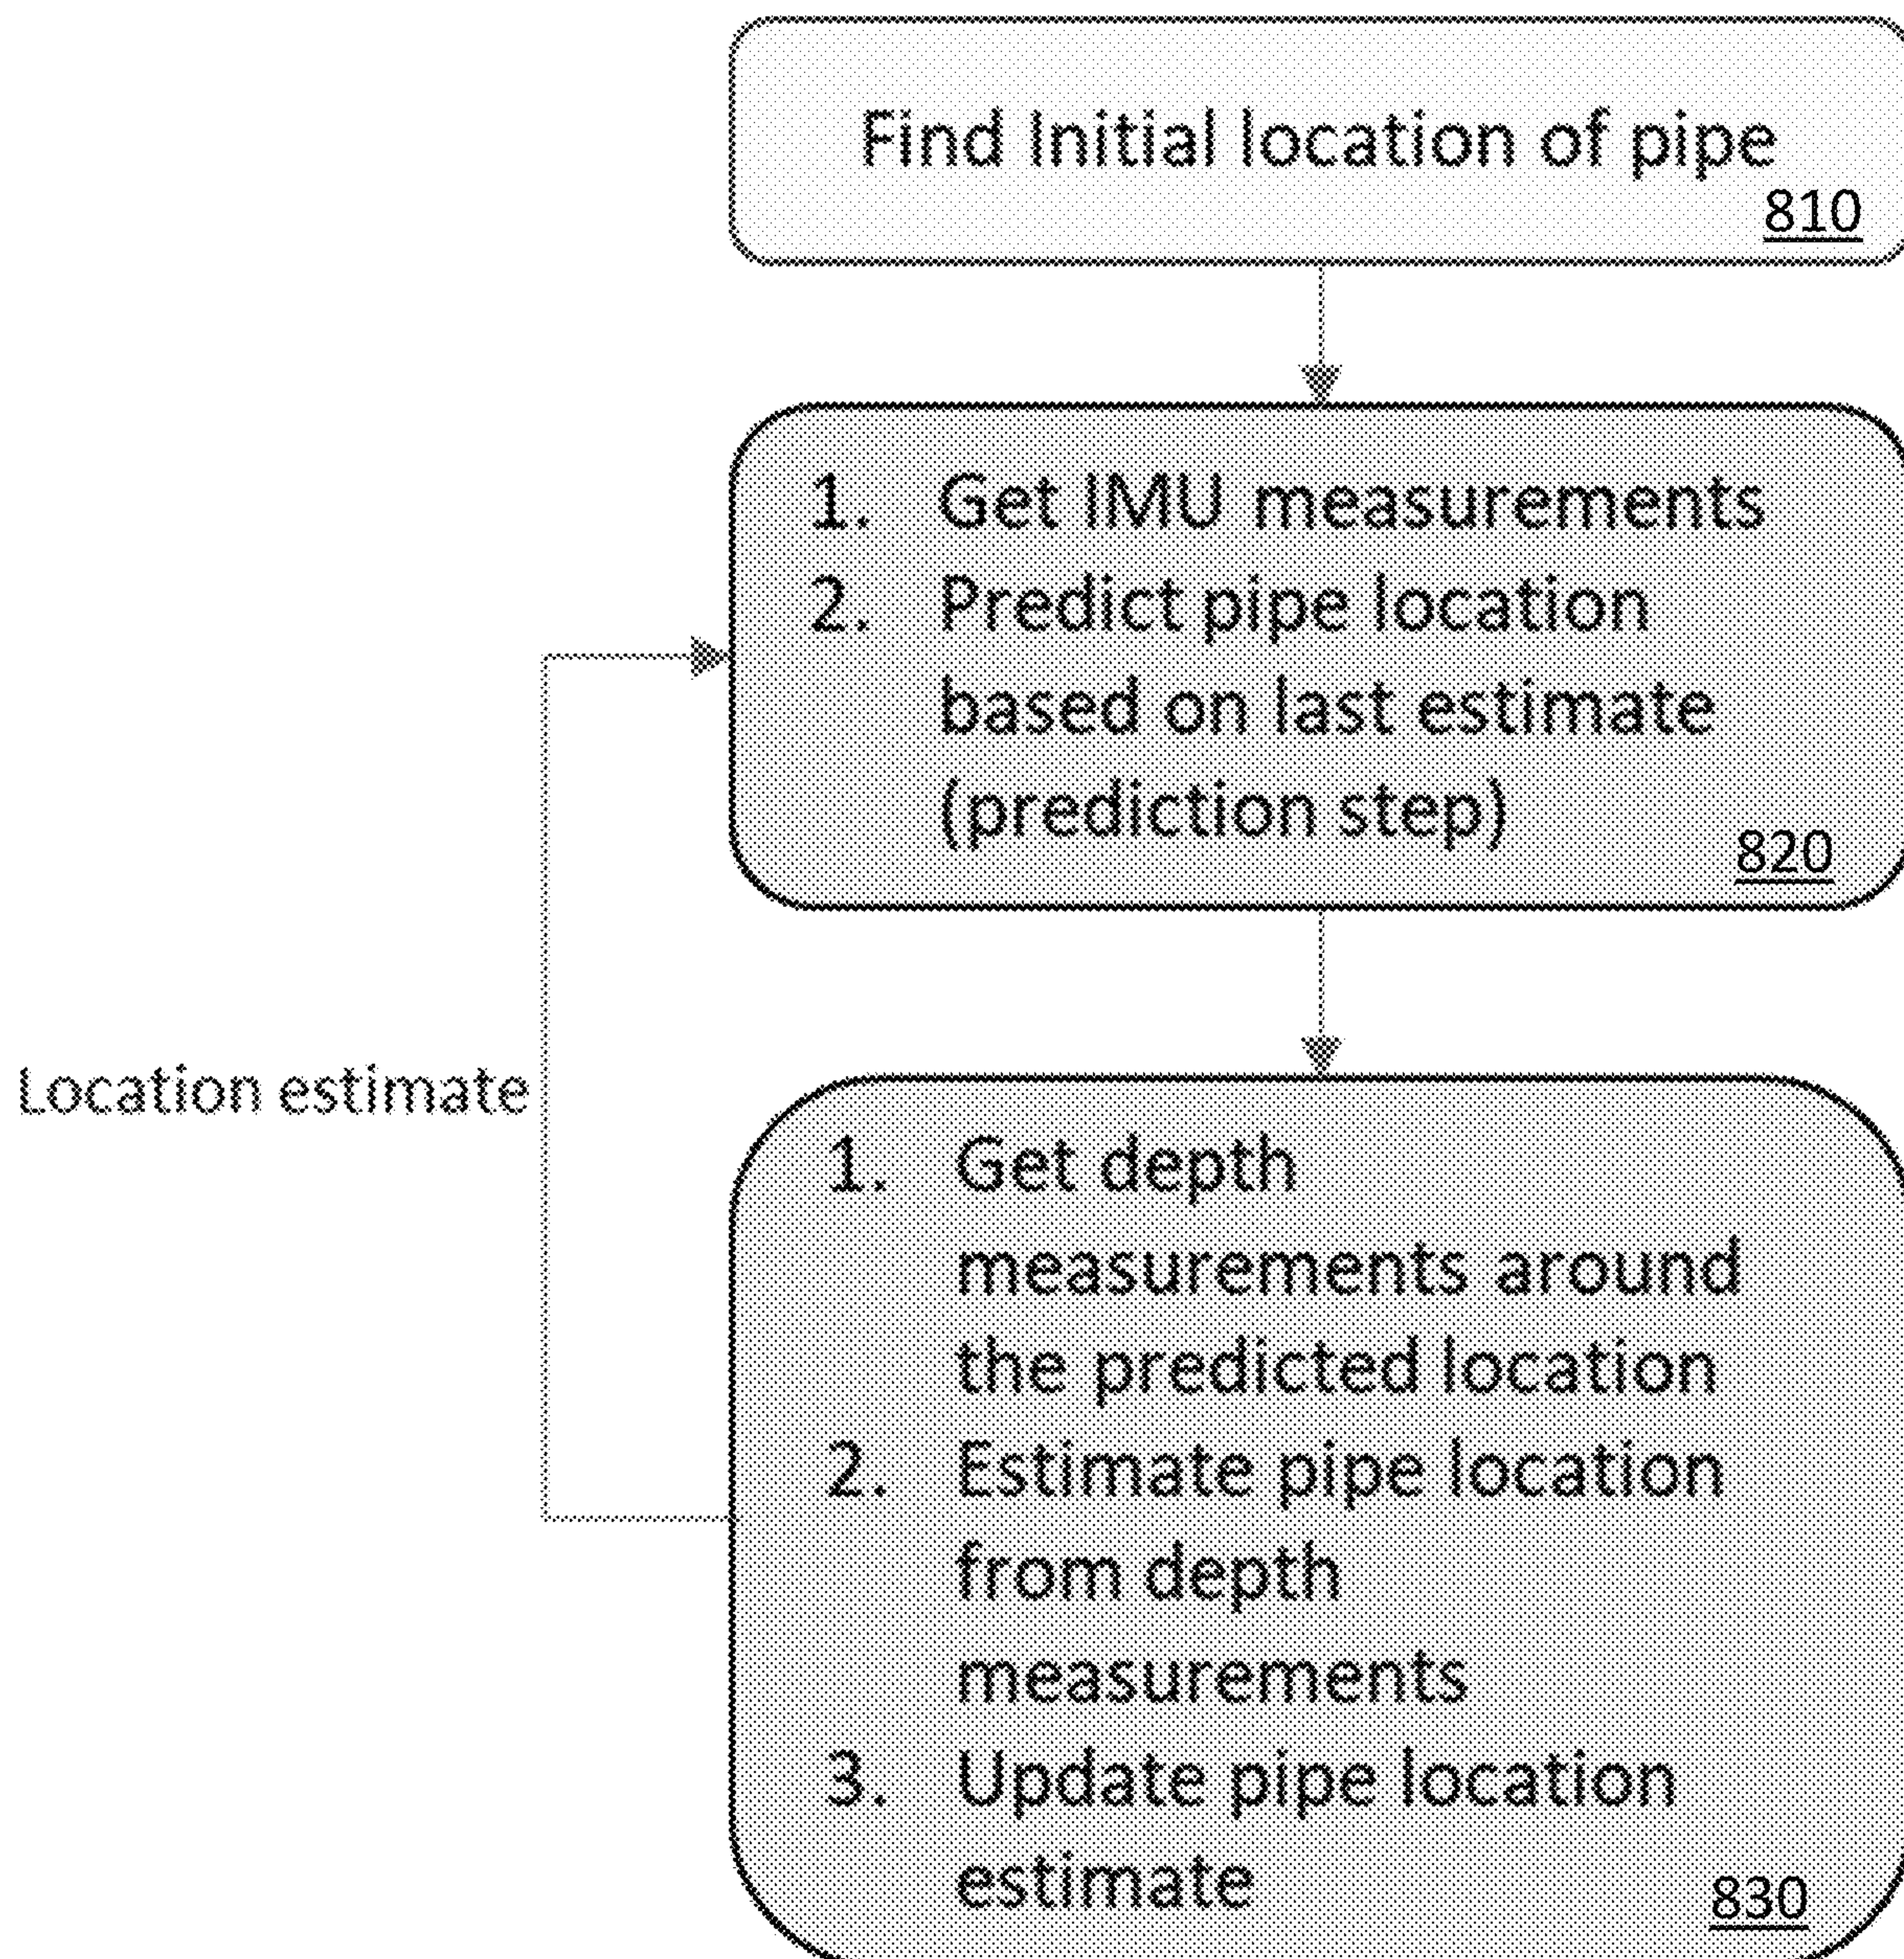 Find Initial location of pipe
810
1. Get IMU measurements
2. Predict pipe location
based on last estimate
(prediction step)
820
Location estimate
1. Get depth
measurements around
the predicted location
2. Estimate pipe location
from depth
measurements
3. Update pipe location
estimate
830